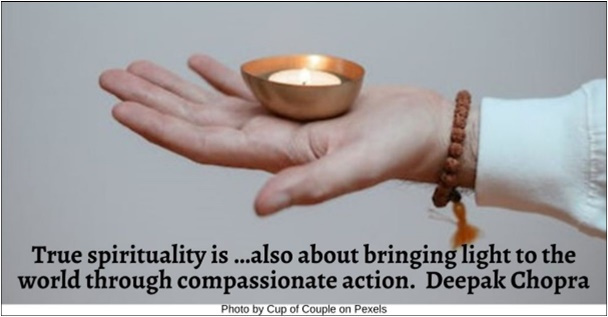 True spirituality is ...also about bringing light to the
world through compassionate action.  Deepak Chopra
Photo by Cup of Couple on Pexels